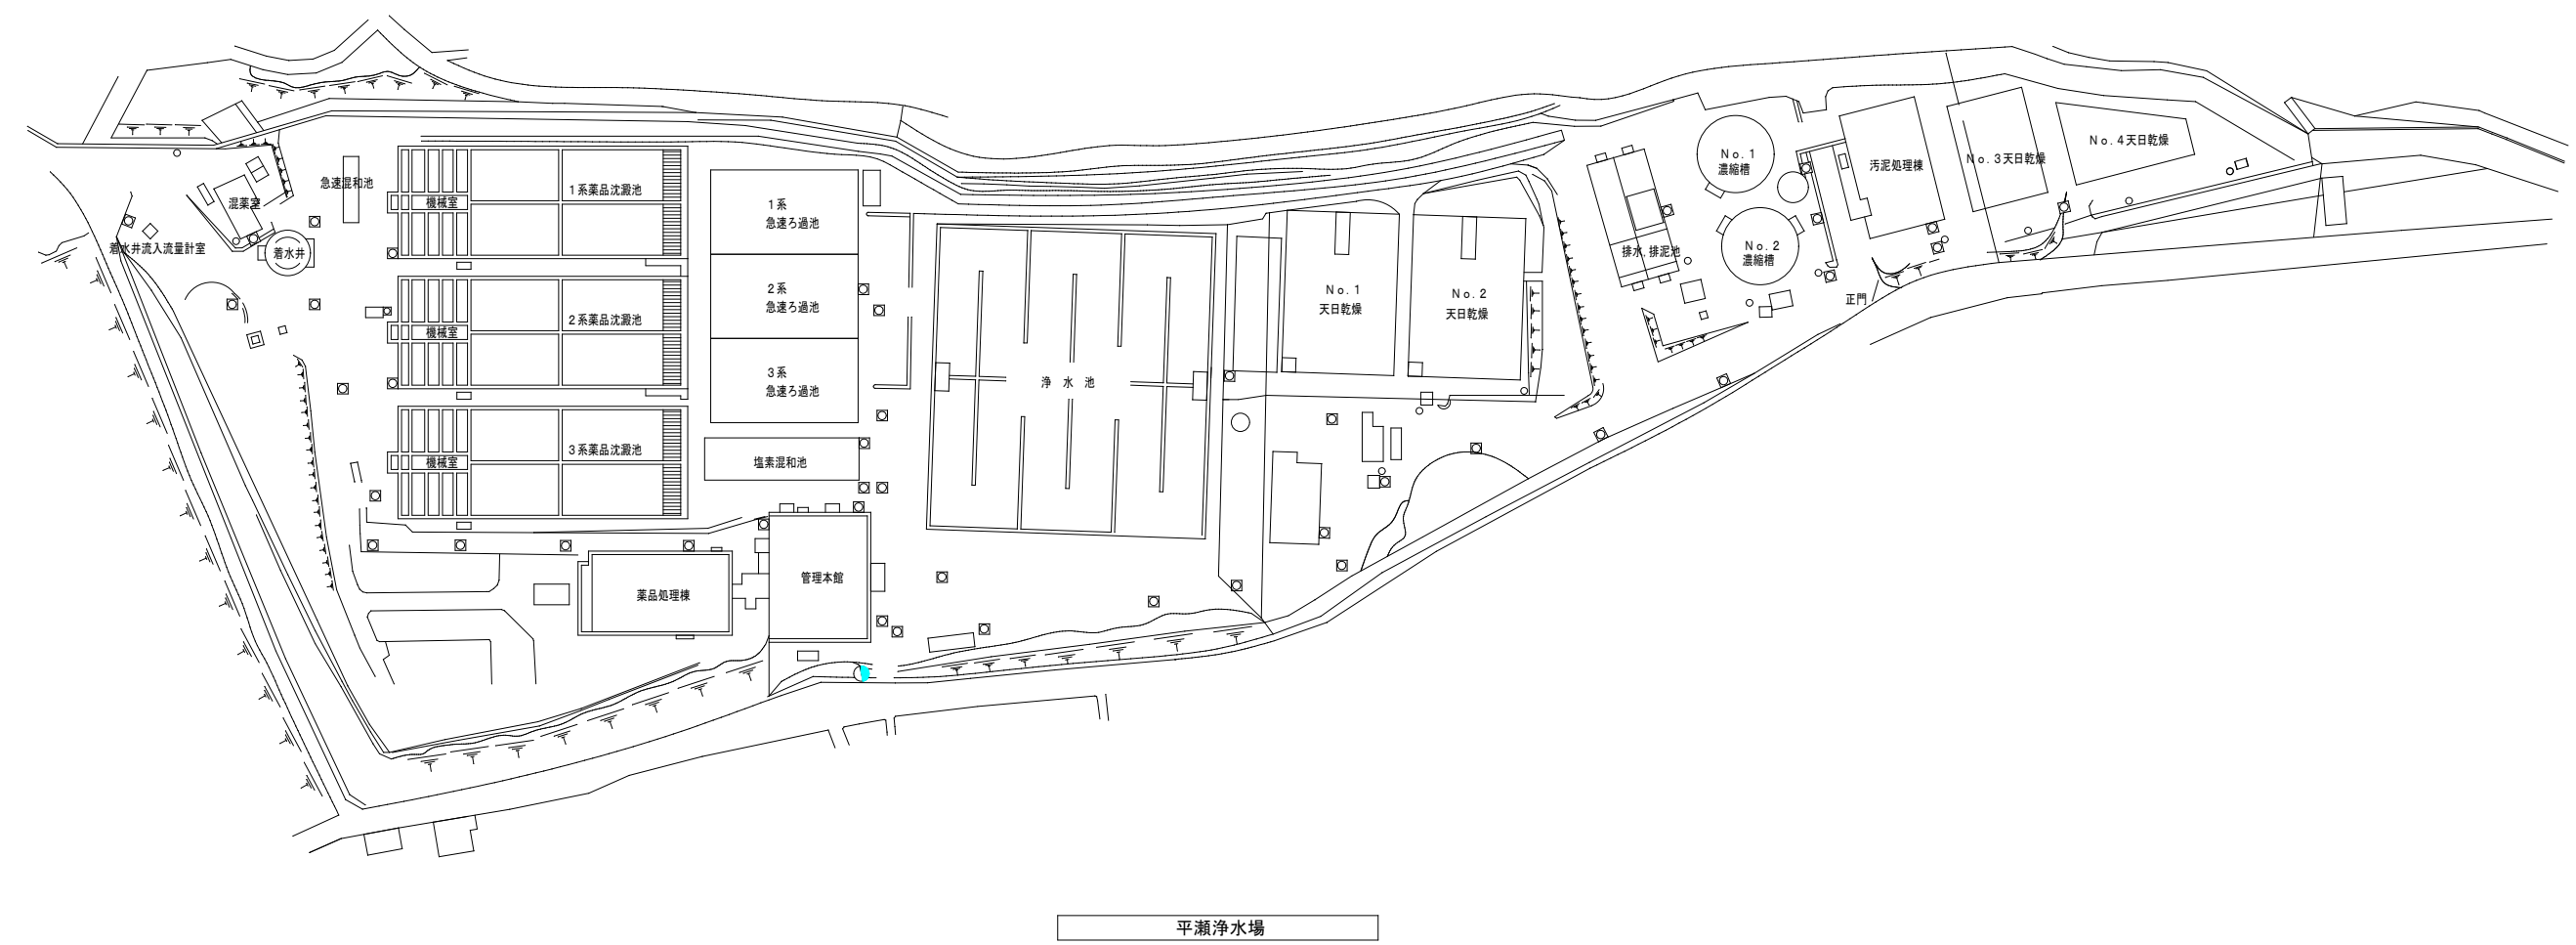 急速混和池
混薬室
着水井流入流量計室
着水井
機械室
1系薬品沈澱池
機械室
2系薬品沈澱池
機械室
3系薬品沈澱池
1系
急速ろ過池
2系
急速ろ過池
3系
急速ろ過池
塩素混和池
管理本館
薬品処理棟
浄 水 池
No.1
天日乾燥
No.2
天日乾燥
排水.排泥池
No.1
濃縮槽
No.2
濃縮槽
汚泥処理棟
No.3天日乾燥
No.4天日乾燥
正門
平瀬浄水場